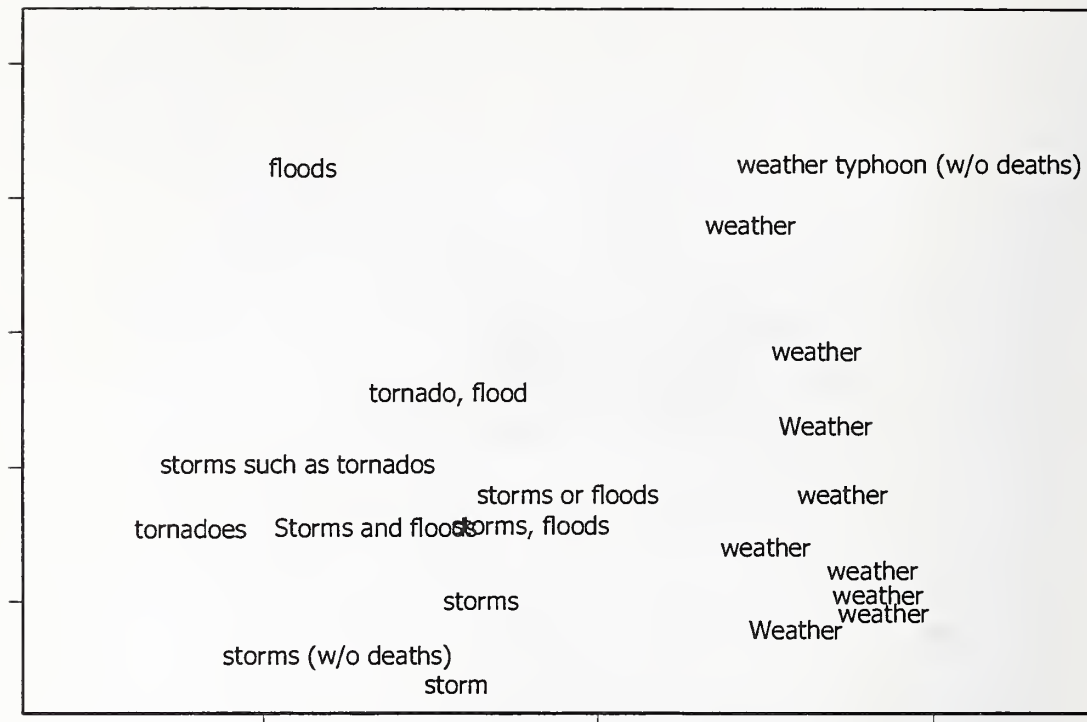 floods
weather typhoon (w/o deaths)
weather
weather
tornado, flood
Weather
storms such as tornados
storms or floods
weather
tornadoes
Storms and floods
storms, floods
weather
weather
weather
storms
weather
Weather
storms (w/o deaths)
storm